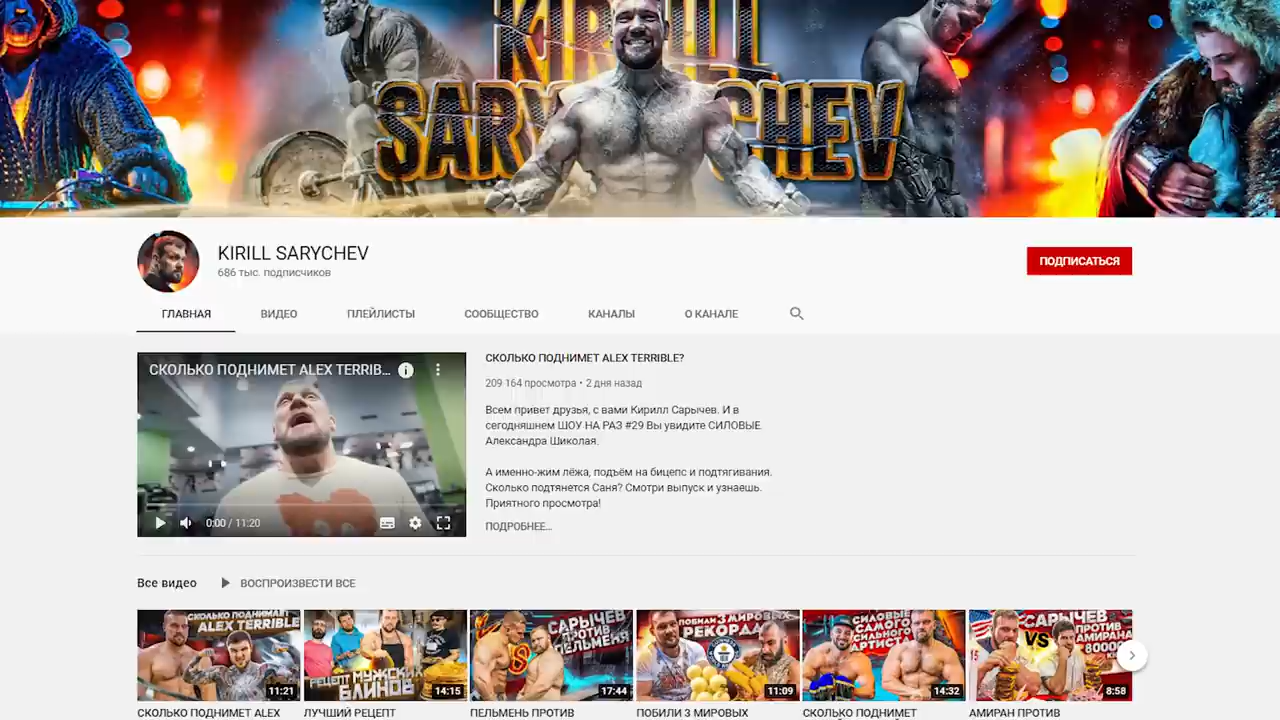 KIRILL
SARYCHEV
KIRILL SARYCHEV
686 тыс. подписчиков
ПОДПИСАТЬСЯ
ГЛАВНАЯ ВИДЕО ПЛЕЙЛИСТЫ СООБЩЕСТВО КАНАЛЫ О КАНАЛЕ
СКОЛЬКО ПОДНИМЕТ ALEX TERRIB...
0:00 / 11:20
СКОЛЬКО ПОДНИМЕТ ALEX TERRIBLE?
209 164 просмотра • 2 дня назад
Всем привет друзья, с вами Кирилл Сарычев. И в
сегодняшнем ШОУ НА РАЗ #29 Вы увидите СИЛОВЫЕ
Александра Шиколая.
А именно-жим лёжа, подъём на бицепс и подтягивания.
Сколько подтянется Саня? Смотри выпуск и узнаешь.
Приятного просмотра!
ПОДРОБНЕЕ...
Все видео ВОСПРОИЗВЕСТИ ВСЕ
СКОЛЬКО ПОДНИМАЕТ
ALEX TERRIBLE
11:21
РЕЦЕПТ МУЖСКИХ
БЛИНОВ
14:15
САРЫЧЕВ
ПРОТИВ
ПЕЛЬМЕНЯ
17:44
ПОБИЛИ 3 МИРОВЫХ
РЕКОРДА
11:09
СИЛОВЫЕ
САМОГО
СИЛЬНОГО
АРТИСТА
14:32
САРЫЧЕВ
ПРОТИВ
АМИРАНА
VS
8000
8:58
СКОЛЬКО ПОДНИМЕТ ALEX
ЛУЧШИЙ РЕЦЕПТ
ПЕЛЬМЕНЬ ПРОТИВ
ПОБИЛИ 3 МИРОВЫХ
СКОЛЬКО ПОДНИМЕТ
АМИРАН ПРОТИВ